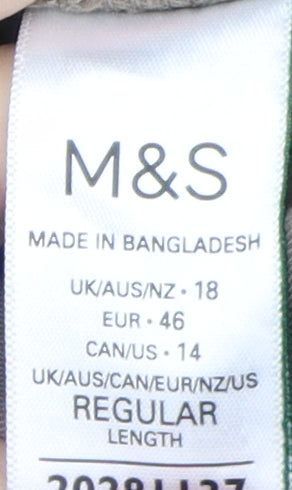 M&S
MADE IN BANGLADESH
UK/AUS/NZ • 18
EUR • 46
CAN/US • 14
UK/AUS/CAN/EUR/NZ/US
REGULAR
LENGTH